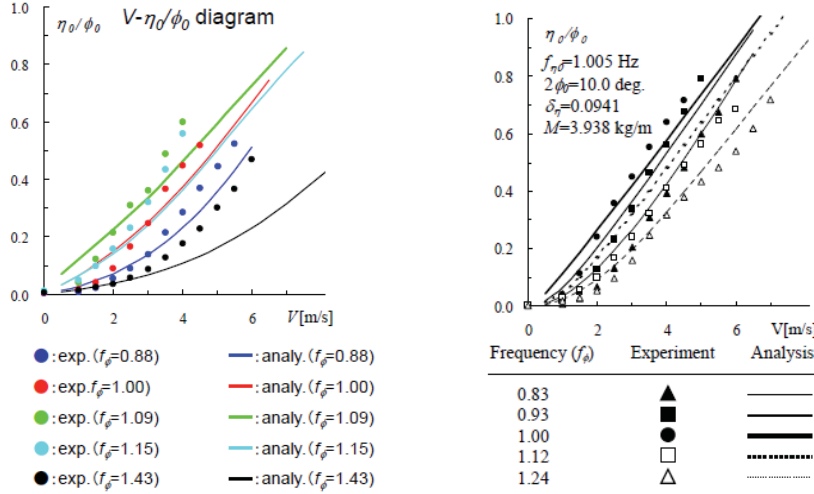 η₀/ϕ₀ V-η₀/ϕ₀ diagram
1.0
0.8
0.6
0.4
0.2
0.0
0 2 4 6 V[m/s]
:exp.(fϕ=0.88) :analy.(fϕ=0.88)
:exp.fϕ=1.00) :analy.(fϕ=1.00)
:exp.(fϕ=1.09) :analy.(fϕ=1.09)
:exp.(fϕ=1.15) :analy.(fϕ=1.15)
:exp.(fϕ=1.43) :analy.(fϕ=1.43)
η₀/ϕ₀
fη0=1.005 Hz
2ϕ₀=10.0 deg.
δη=0.0941
M=3.938 kg/m
1.0
0.8
0.6
0.4
0.2
0.0
0 2 4 6 V[m/s]
Frequency (fϕ) Experiment Analysis
0.83
0.93
1.00
1.12
1.24